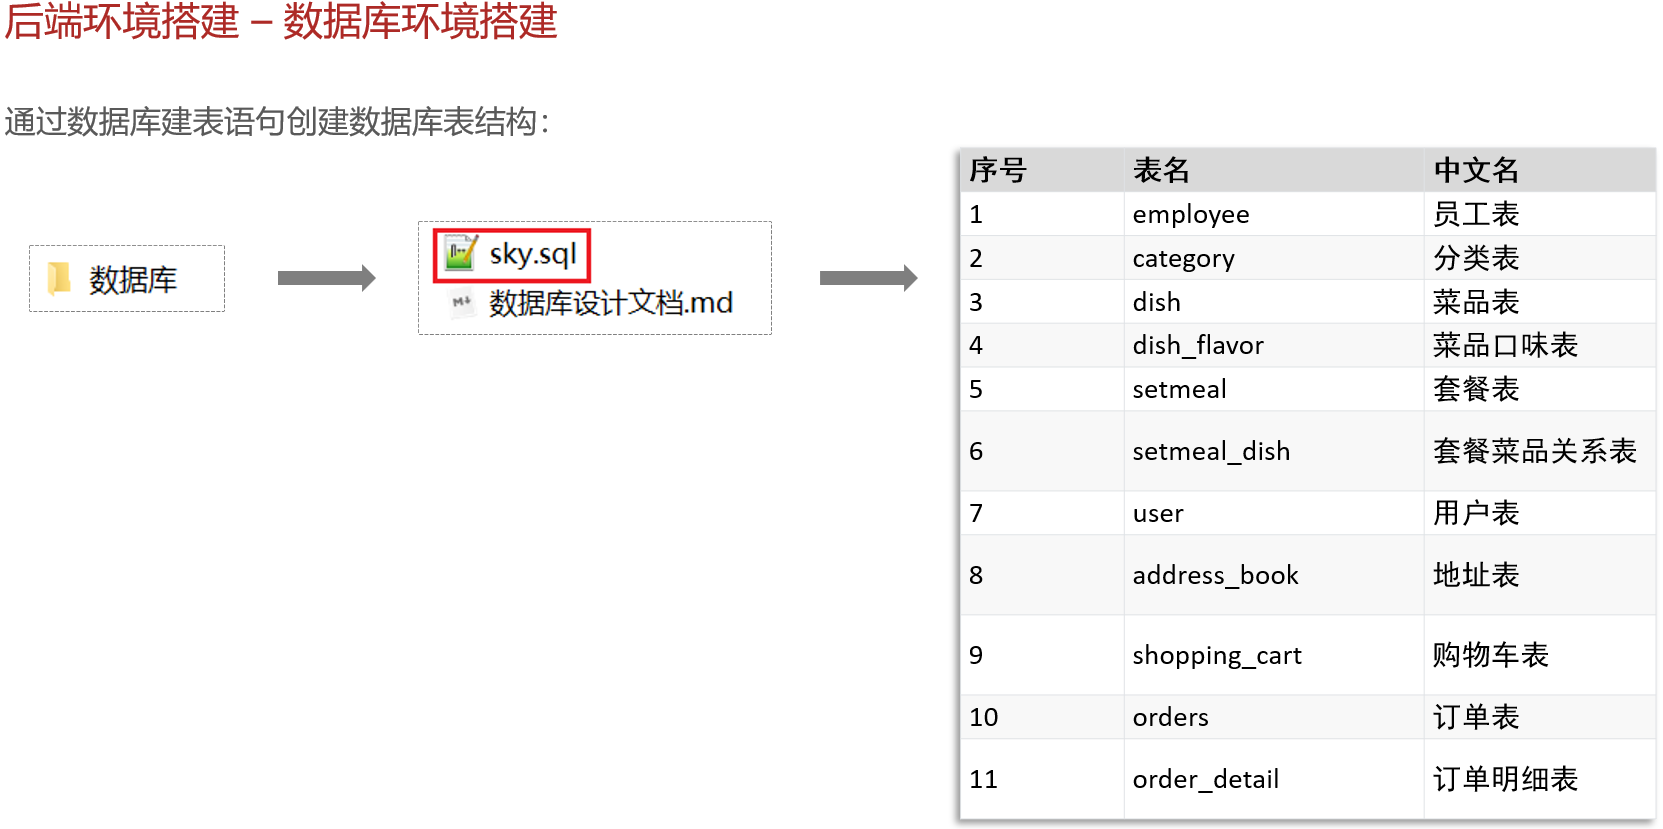 后端环境搭建 – 数据库环境搭建
通过数据库建表语句创建数据库表结构：
数据库
sky.sql
数据库设计文档.md
序号 表名 中文名
1 employee 员工表
2 category 分类表
3 dish 菜品表
4 dish_flavor 菜品口味表
5 setmeal 套餐表
6 setmeal_dish 套餐菜品关系表
7 user 用户表
8 address_book 地址表
9 shopping_cart 购物车表
10 orders 订单表
11 order_detail 订单明细表